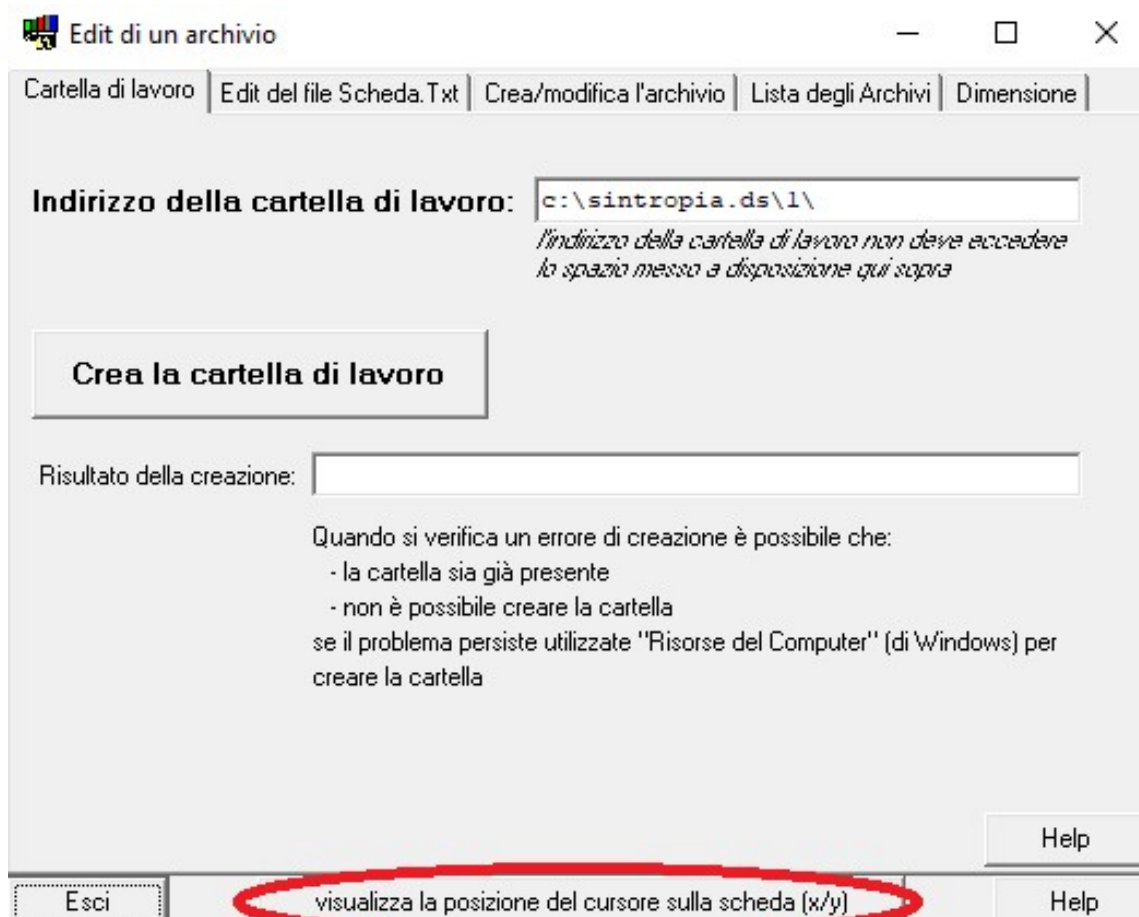 Edit di un archivio
Cartella di lavoro Edit del file Scheda.Txt Crea/modifica l'archivio Lista degli Archivi Dimensione
Indirizzo della cartella di lavoro: c:\sintropia.ds\1\
l'indirizzo della cartella di lavoro non deve eccedere
lo spazio messo a disposizione qui sopra
Crea la cartella di lavoro
Risultato della creazione:
Quando si verifica un errore di creazione è possibile che:
- la cartella sia già presente
- non è possibile creare la cartella
se il problema persiste utilizzate "Risorse del Computer" (di Windows) per
creare la cartella
Help
Esci visualizza la posizione del cursore sulla scheda (x/y) Help